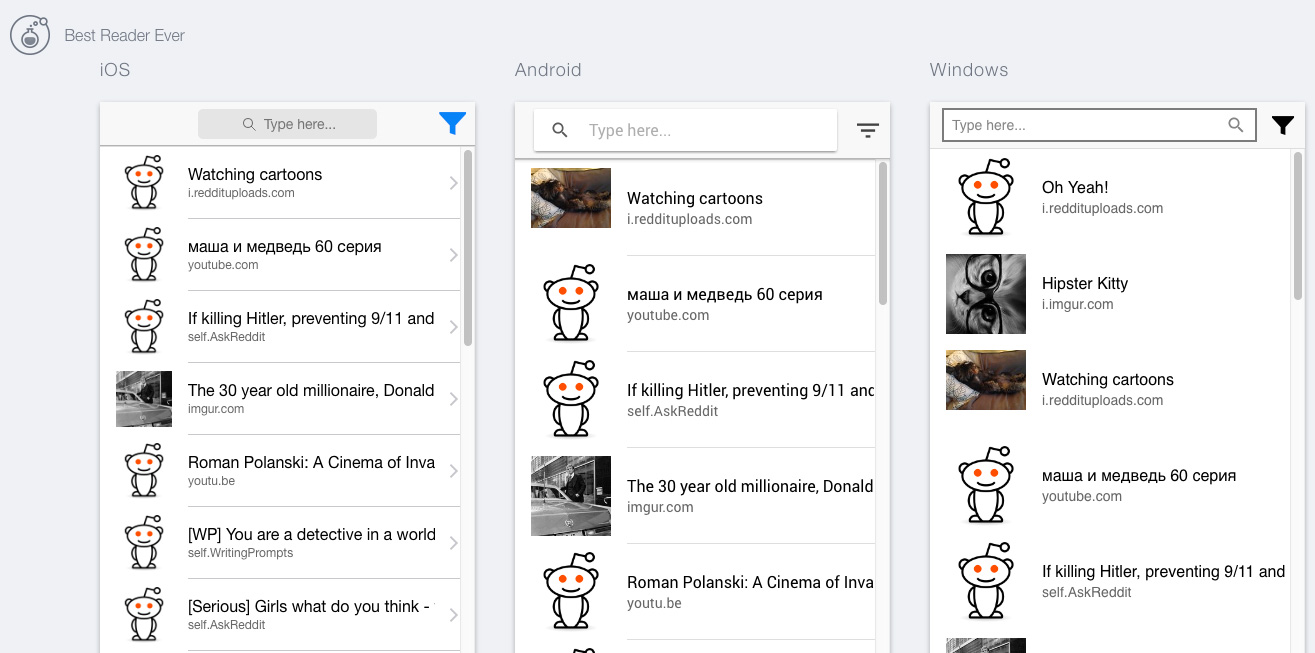 Best Reader Ever
iOS
Type here...
Watching cartoons
i.reddituploads.com
маша и медведь 60 серия
youtube.com
If killing Hitler, preventing 9/11 and
self.AskReddit
The 30 year old millionaire, Donald
imgur.com
Roman Polanski: A Cinema of Inva
youtu.be
[WP] You are a detective in a world
self.WritingPrompts
[Serious] Girls what do you think -
self.AskReddit
Android
Type here...
Watching cartoons
i.reddituploads.com
маша и медведь 60 серия
youtube.com
If killing Hitler, preventing 9/11 and
self.AskReddit
The 30 year old millionaire, Donald
imgur.com
Roman Polanski: A Cinema of Inva
youtu.be
Windows
Type here...
Oh Yeah!
i.reddituploads.com
Hipster Kitty
i.imgur.com
Watching cartoons
i.reddituploads.com
маша и медведь 60 серия
youtube.com
If killing Hitler, preventing 9/11 and
self.AskReddit